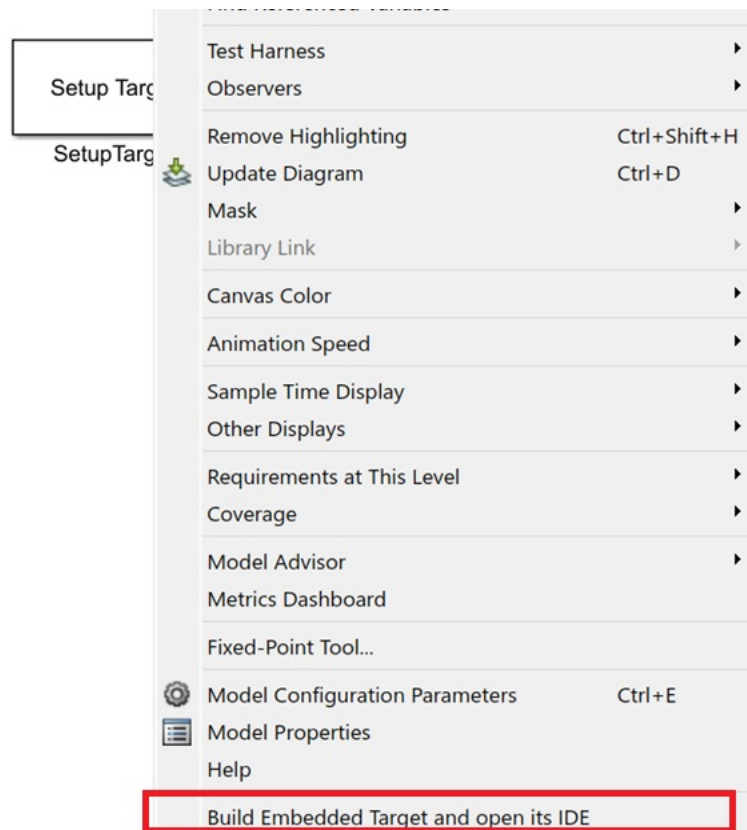 Setup Targ
SetupTarg
Test Harness
Observers
Remove Highlighting Ctrl+Shift+H
Update Diagram Ctrl+D
Mask
Library Link
Canvas Color
Animation Speed
Sample Time Display
Other Displays
Requirements at This Level
Coverage
Model Advisor
Metrics Dashboard
Fixed-Point Tool...
Model Configuration Parameters Ctrl+E
Model Properties
Help
Build Embedded Target and open its IDE